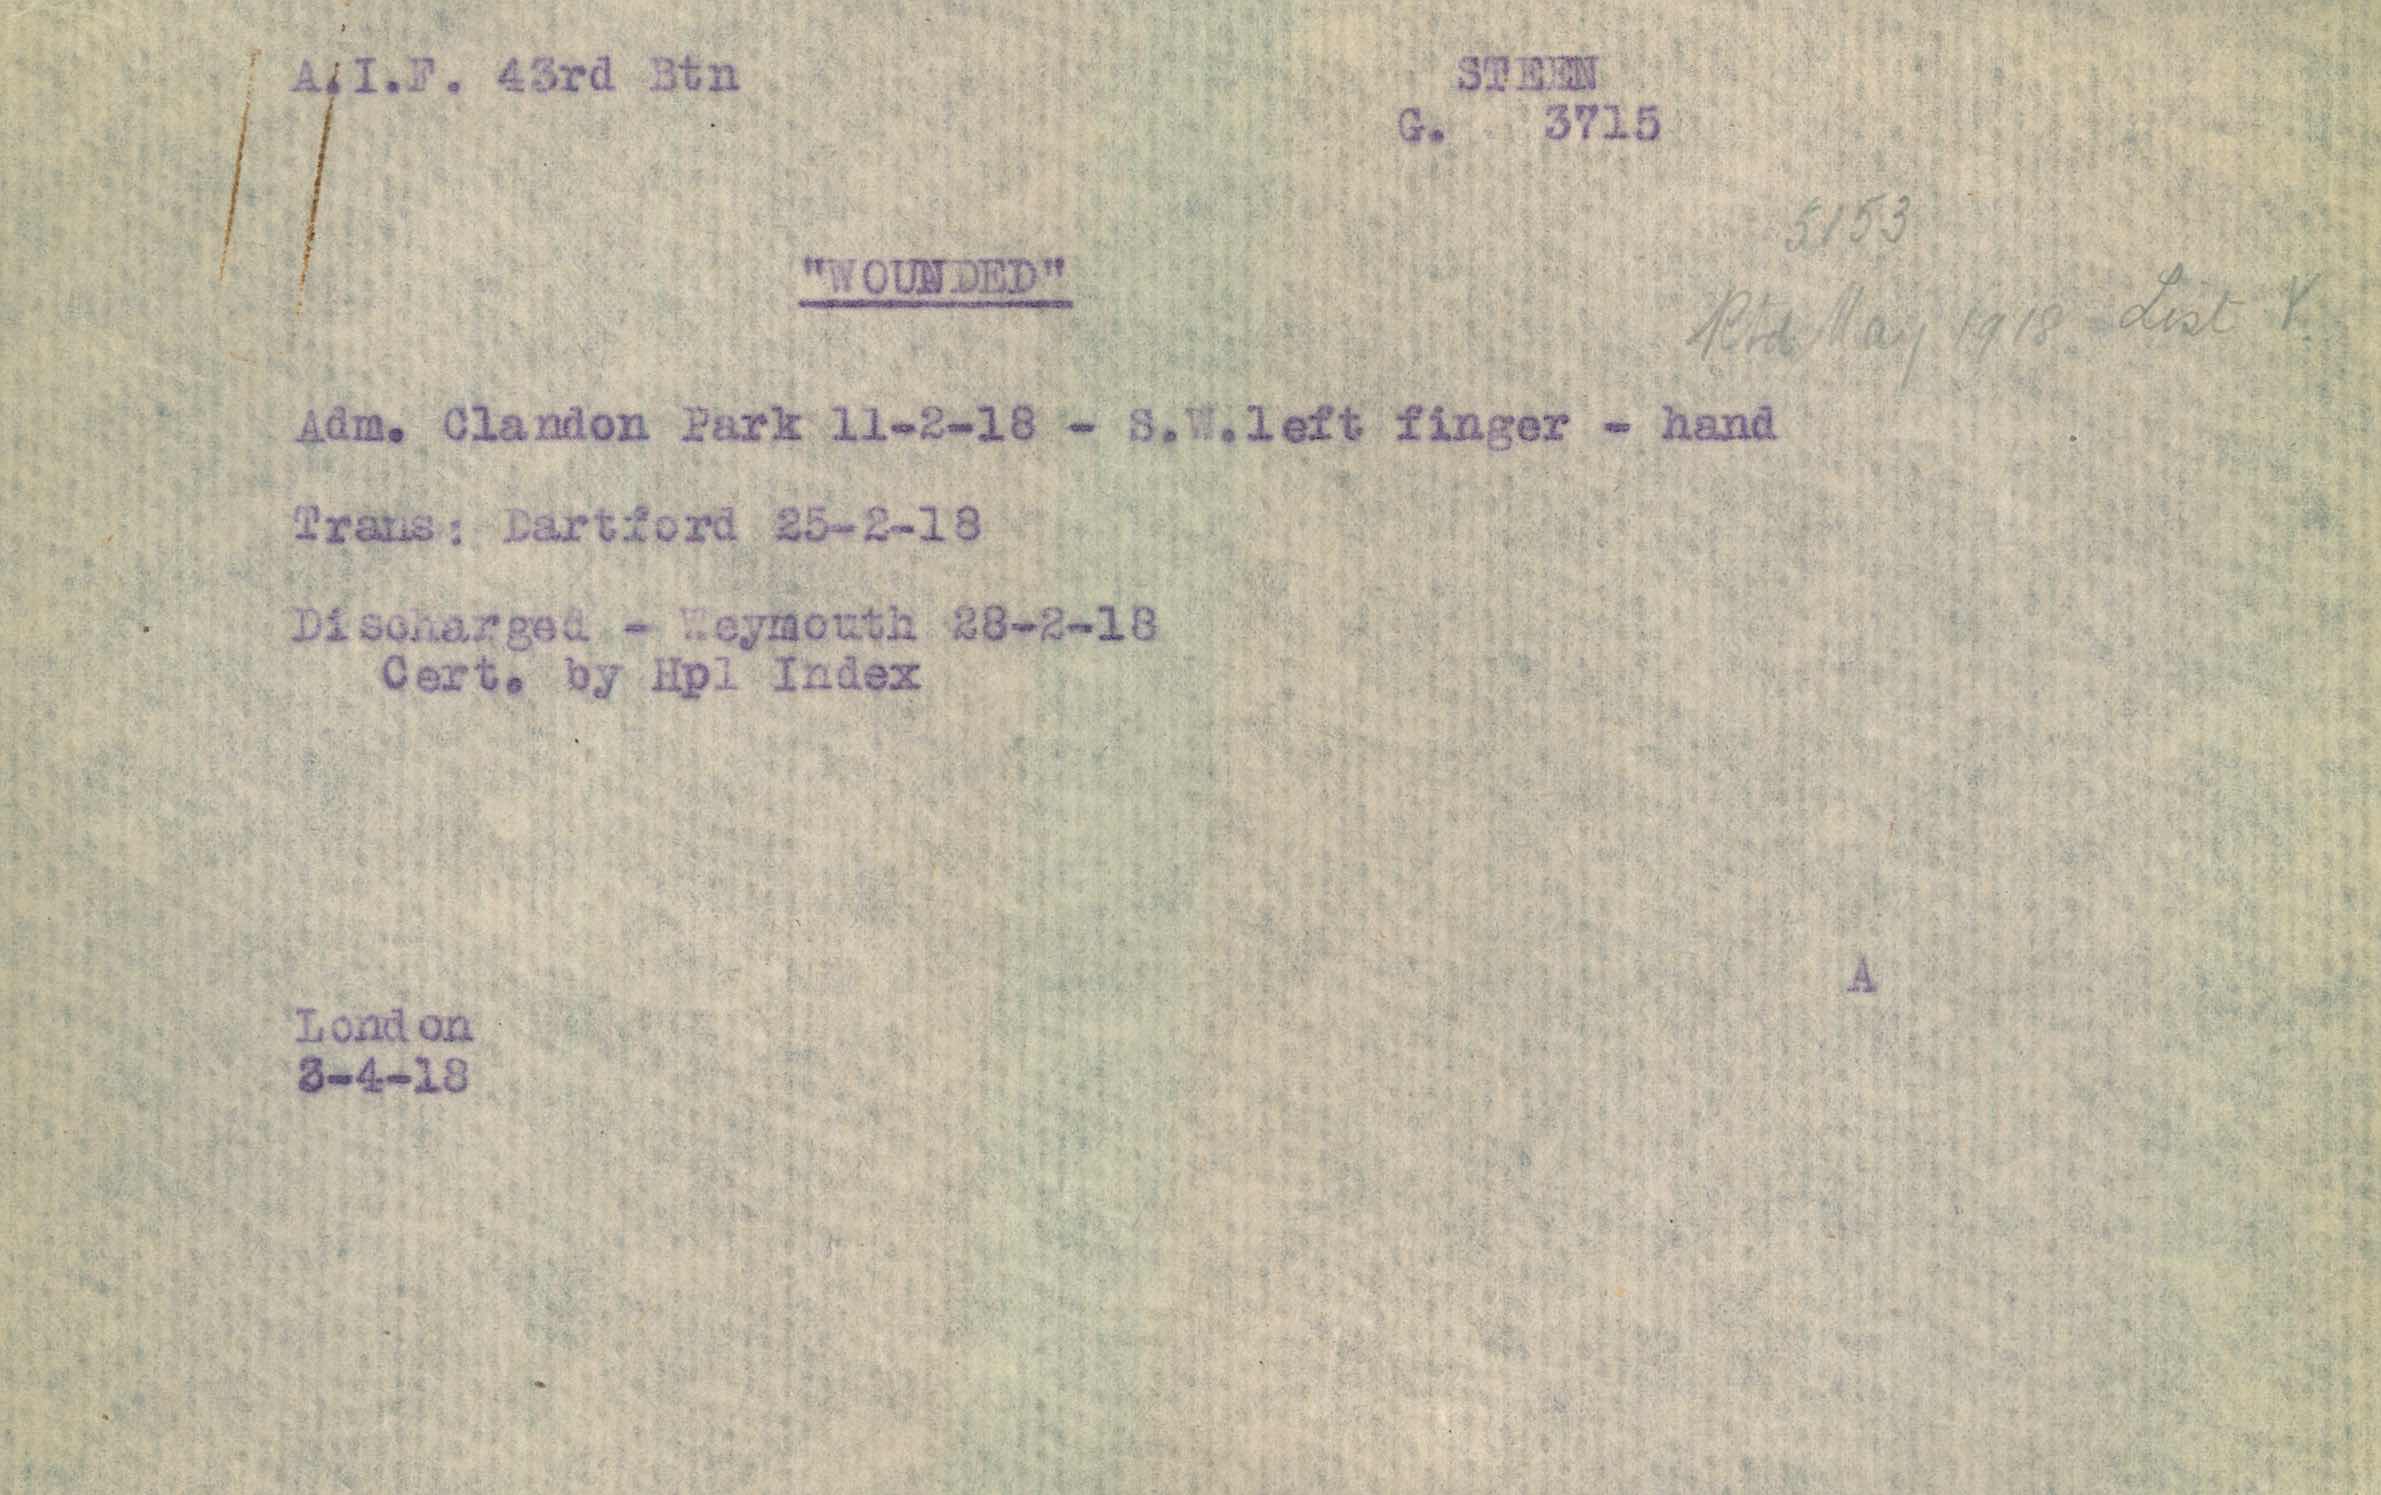 A.I.F. 43rd Btn
STEEN
G. 3715
5153
"WOUNDED"
May 1918 List V.
Adm. Clandon Park 11-2-18 - S.W.left finger - hand
Trans: Dartford 25-2-18
Discharged - Weymouth 28-2-18
Cert. by Hpl Index
A
London
3-4-18